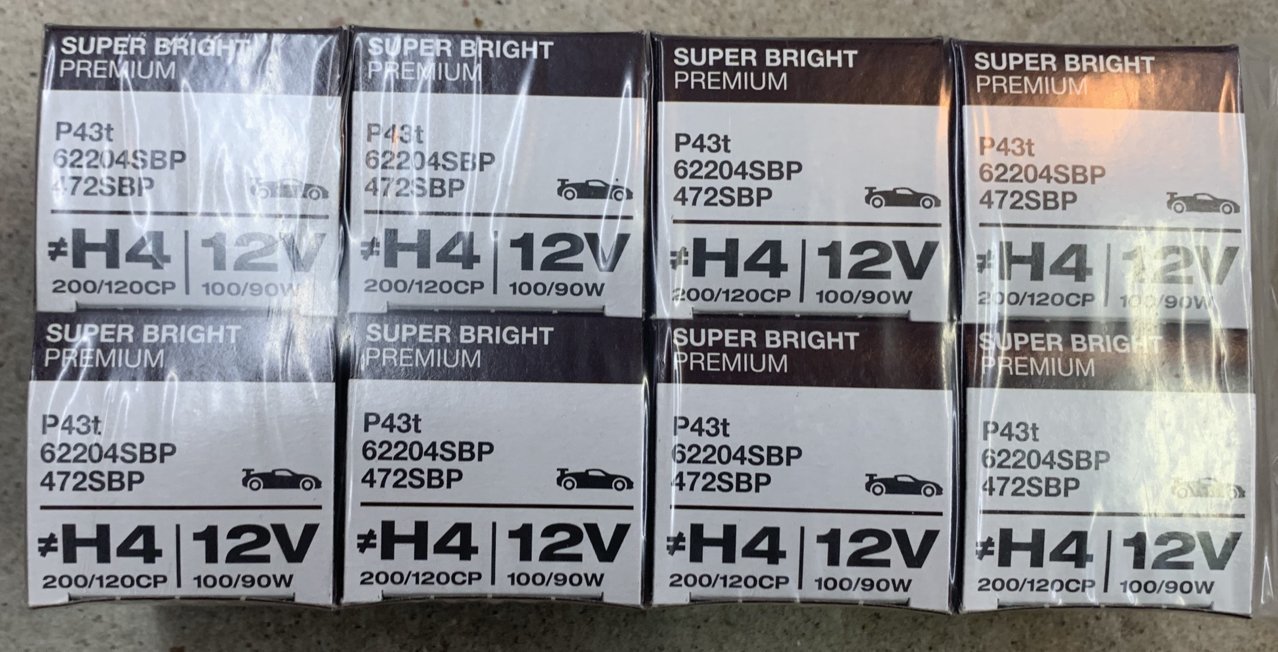 SUPER BRIGHT
PREMIUM
P43t
62204SBP
472SBP
≠H4 | 12V
200/120CP | 100/90W
SUPER BRIGHT
PREMIUM
P43t
62204SBP
472SBP
≠H4 | 12V
200/120CP | 100/90W
SUPER BRIGHT
PREMIUM
P43t
62204SBP
472SBP
≠H4 | 12V
200/120CP | 100/90W
SUPER BRIGHT
PREMIUM
P43t
62204SBP
472SBP
≠H4 | 12V
200/120CP | 100/90W
SUPER BRIGHT
PREMIUM
P43t
62204SBP
472SBP
≠H4 | 12V
200/120CP | 100/90W
SUPER BRIGHT
PREMIUM
P43t
62204SBP
472SBP
≠H4 | 12V
200/120CP | 100/90W
SUPER BRIGHT
PREMIUM
P43t
62204SBP
472SBP
≠H4 | 12V
200/120CP | 100/90W
SUPER BRIGHT
PREMIUM
P43t
62204SBP
472SBP
≠H4 | 12V
200/120CP | 100/90W